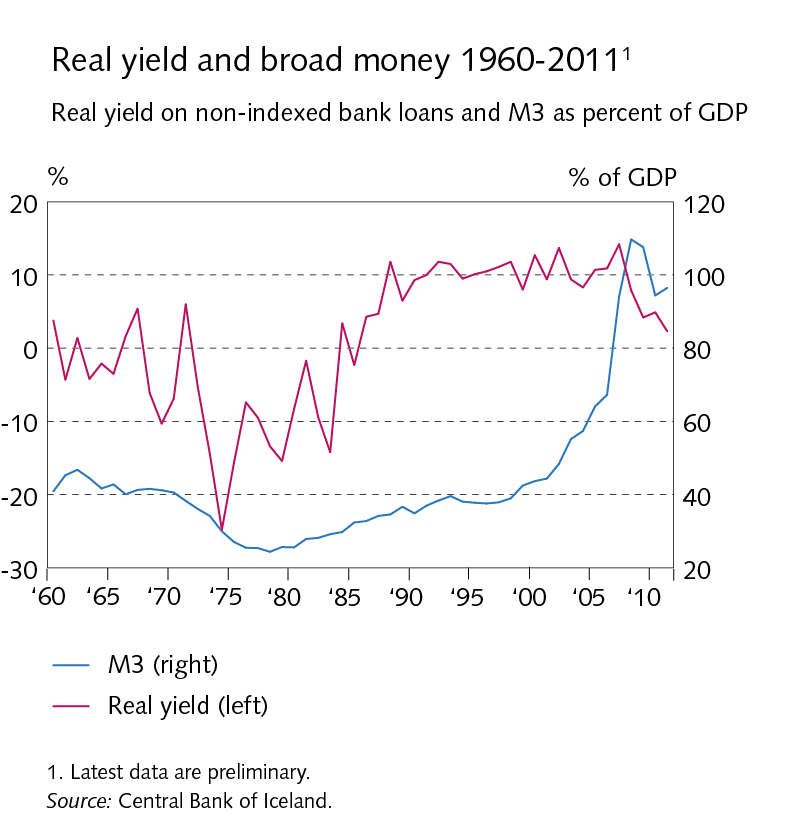 Real yield and broad money 1960-2011¹
Real yield on non-indexed bank loans and M3 as percent of GDP
% % of GDP
20 120
10 100
0 80
-10 60
-20 40
-30 20
‘60 ‘65 ‘70 ‘75 ‘80 ‘85 ‘90 ‘95 ‘00 ‘05 ‘10
M3 (right)
Real yield (left)
1. Latest data are preliminary.
Source: Central Bank of Iceland.